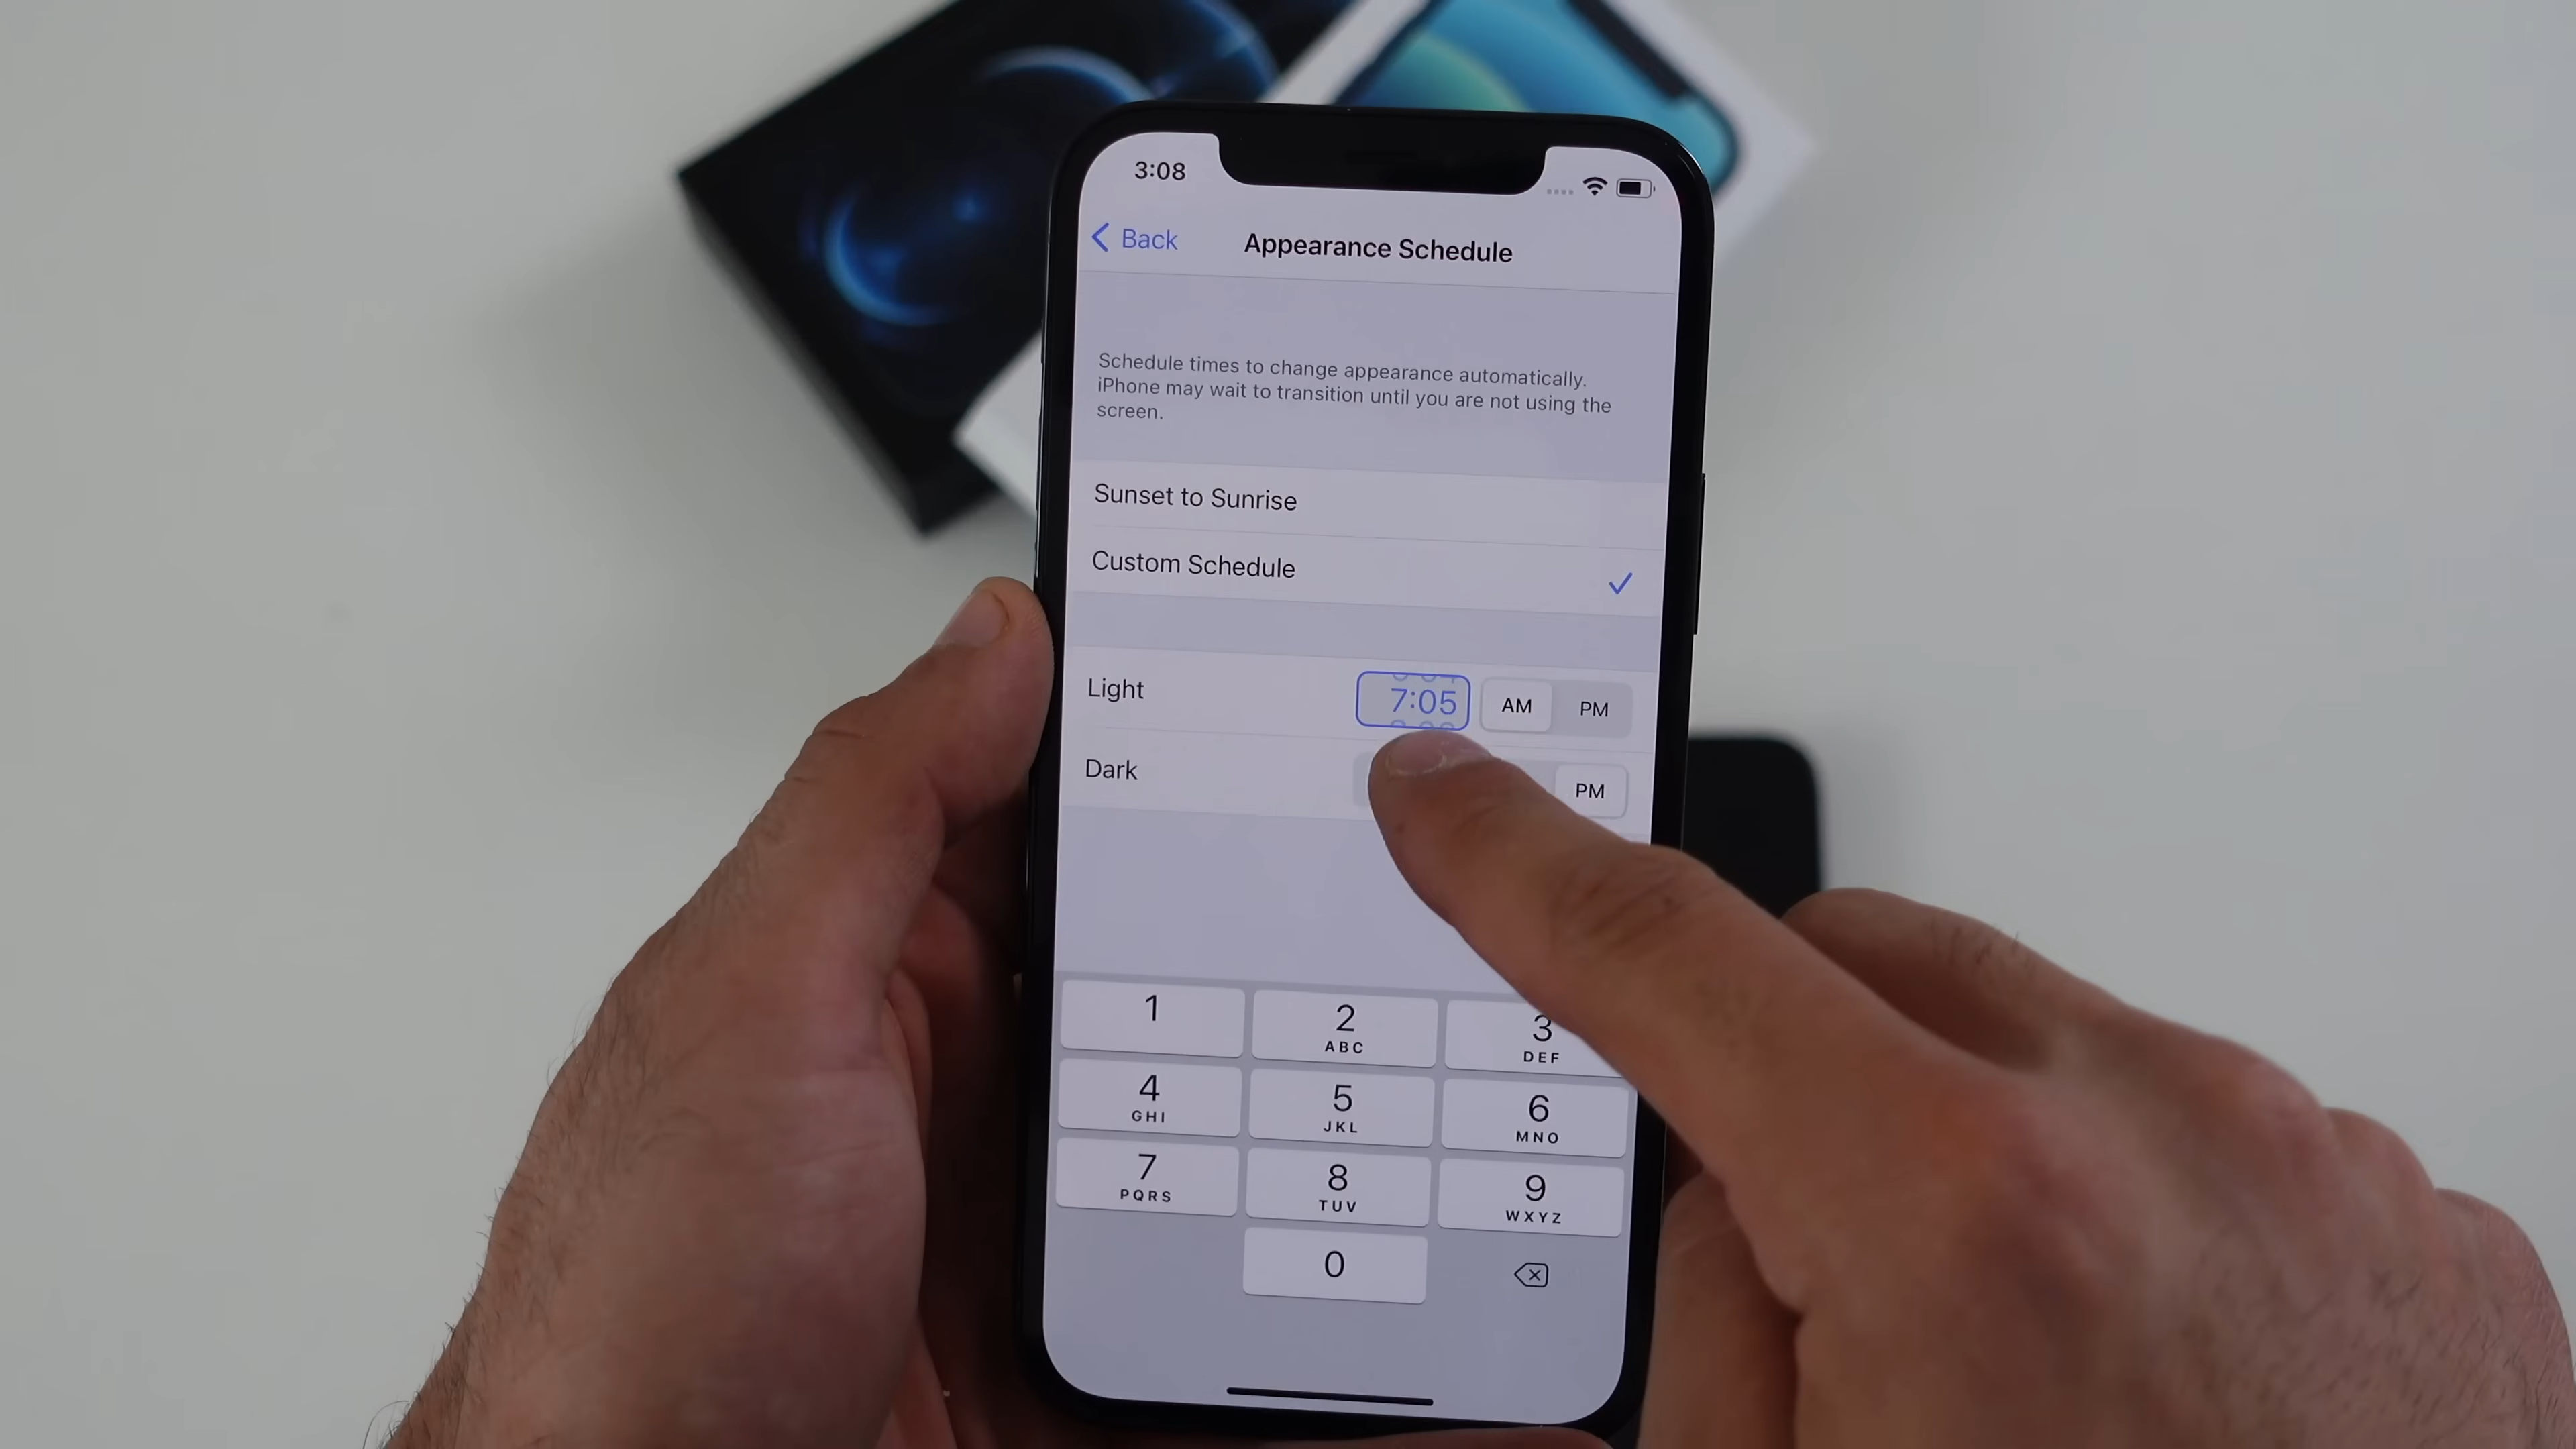 3:08
Back
Appearance Schedule
Schedule times to change appearance automatically.
iPhone may wait to transition until you are not using the
screen.
Sunset to Sunrise
Custom Schedule
Light 7:05 AM PM
Dark PM
1 2 3
ABC DEF
4 5 6
GHI JKL MNO
7 8 9
PQRS TUV WXYZ
0